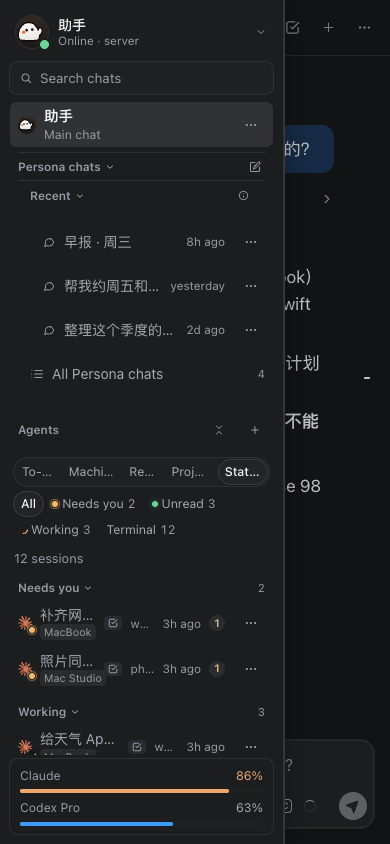 助手
Online · server
Search chats
助手
Main chat
Persona chats
Recent
早报 · 周三 8h ago
帮我约周五和... yesterday
整理这个季度的... 2d ago
All Persona chats 4
Agents
To-... Machi... Re... Proj... Stat...
All Needs you 2 Unread 3
Working 3 Terminal 12
12 sessions
Needs you 2
补齐网... w... 3h ago 1
MacBook
照片同... ph... 3h ago 1
Mac Studio
Working 3
给天气 Ap... w... 3h ago
Claude 86%
Codex Pro 63%
的?
ok)
wift
计划
不能
e 98
?